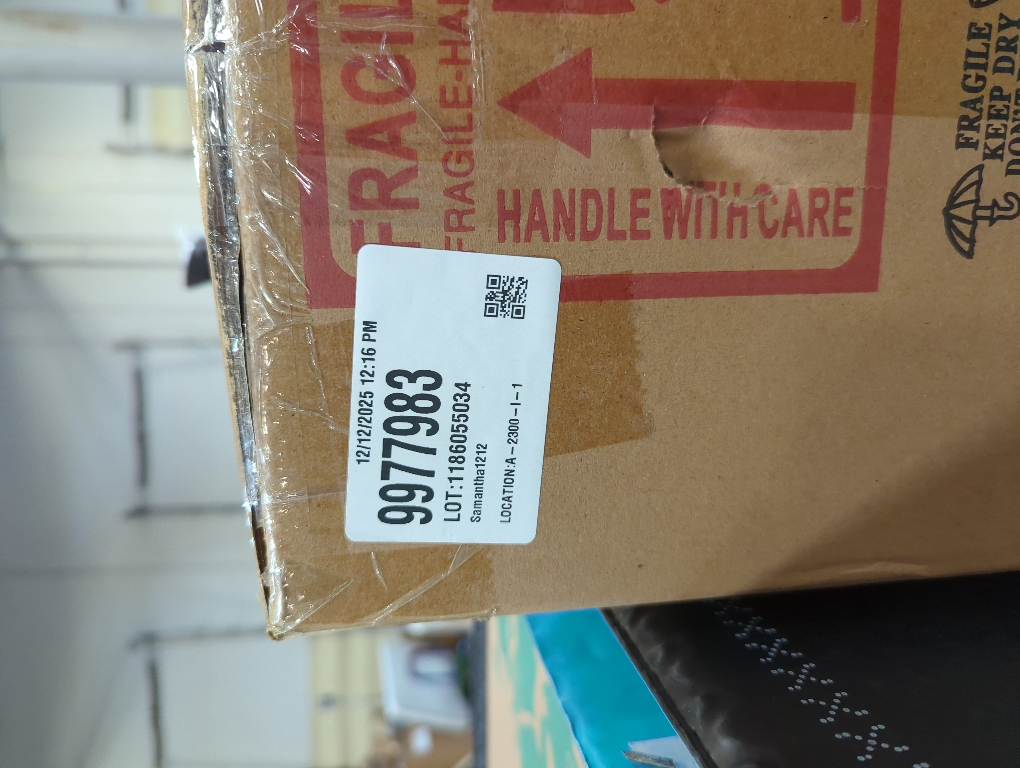 FRAGIL
FRAGILE-HA
HANDLE WITH CARE
12/12/2025 12:16 PM
9977983
LOT:1186055034
Samantha1212
LOCATION:A-2300-I-1
FRAGILE
KEEP DRY
DON'T